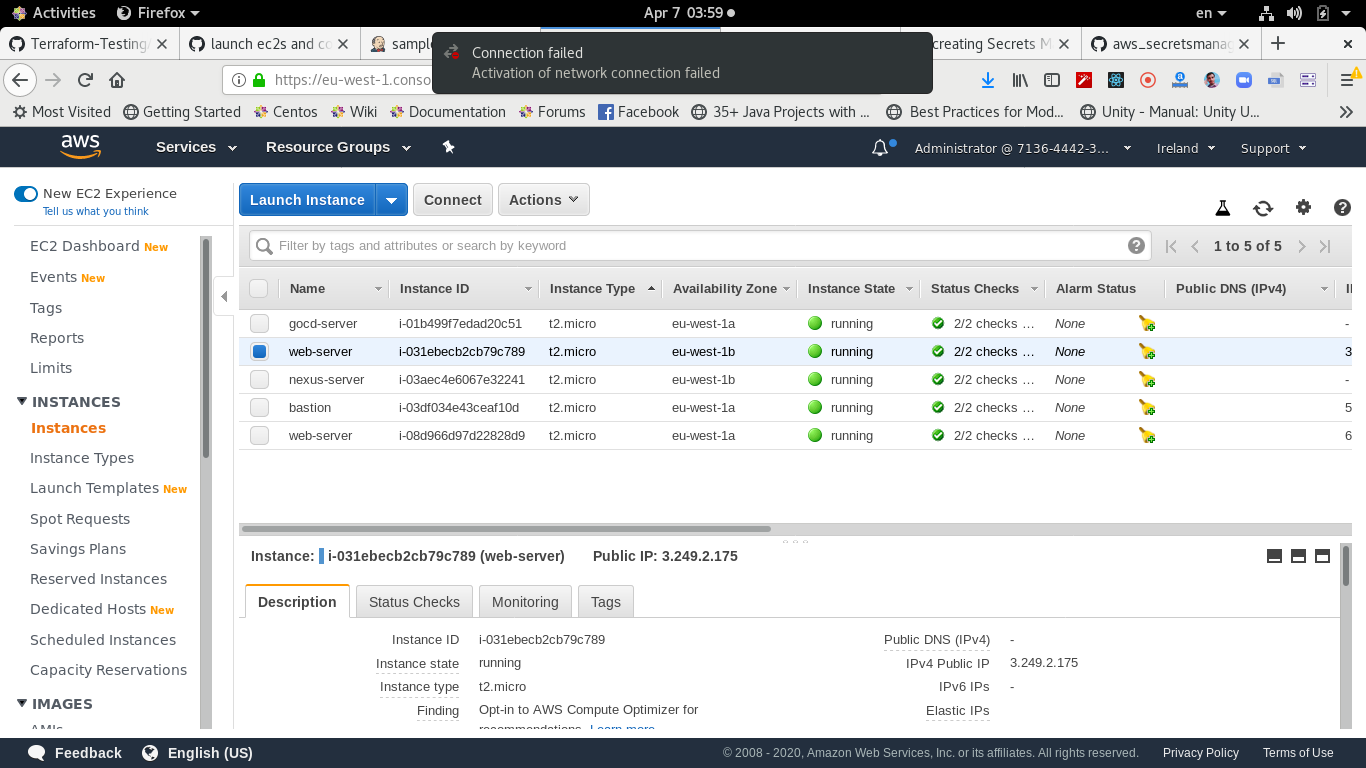 Activities Firefox Apr 7 03:59 en
Terraform-Testing/ launch ec2s and co sample creating Secrets M aws_secretsmana
Connection failed
Activation of network connection failed
https://eu-west-1.conso
Most Visited Getting Started Centos Wiki Documentation Forums Facebook 35+ Java Projects with ... Best Practices for Mod... Unity - Manual: Unity U...
aws Services Resource Groups Administrator @ 7136-4442-3... Ireland Support
New EC2 Experience
Tell us what you think
Launch Instance Connect Actions
EC2 Dashboard New
Events New
Tags
Reports
Limits
INSTANCES
Instances
Instance Types
Launch Templates New
Spot Requests
Savings Plans
Reserved Instances
Dedicated Hosts New
Scheduled Instances
Capacity Reservations
IMAGES
AMIs
Filter by tags and attributes or search by keyword 1 to 5 of 5
Name Instance ID Instance Type Availability Zone Instance State Status Checks Alarm Status Public DNS (IPv4)
gocd-server i-01b499f7edad20c51 t2.micro eu-west-1a running 2/2 checks ... None -
web-server i-031ebecb2cb79c789 t2.micro eu-west-1b running 2/2 checks ... None 3
nexus-server i-03aec4e6067e32241 t2.micro eu-west-1b running 2/2 checks ... None -
bastion i-03df034e43ceaf10d t2.micro eu-west-1a running 2/2 checks ... None 5
web-server i-08d966d97d22828d9 t2.micro eu-west-1a running 2/2 checks ... None 6
Instance: i-031ebecb2cb79c789 (web-server) Public IP: 3.249.2.175
Description Status Checks Monitoring Tags
Instance ID i-031ebecb2cb79c789 Public DNS (IPv4) -
Instance state running IPv4 Public IP 3.249.2.175
Instance type t2.micro IPv6 IPs -
Finding Opt-in to AWS Compute Optimizer for Elastic IPs
recommendations. Learn more
Feedback English (US) © 2008 - 2020, Amazon Web Services, Inc. or its affiliates. All rights reserved. Privacy Policy Terms of Use